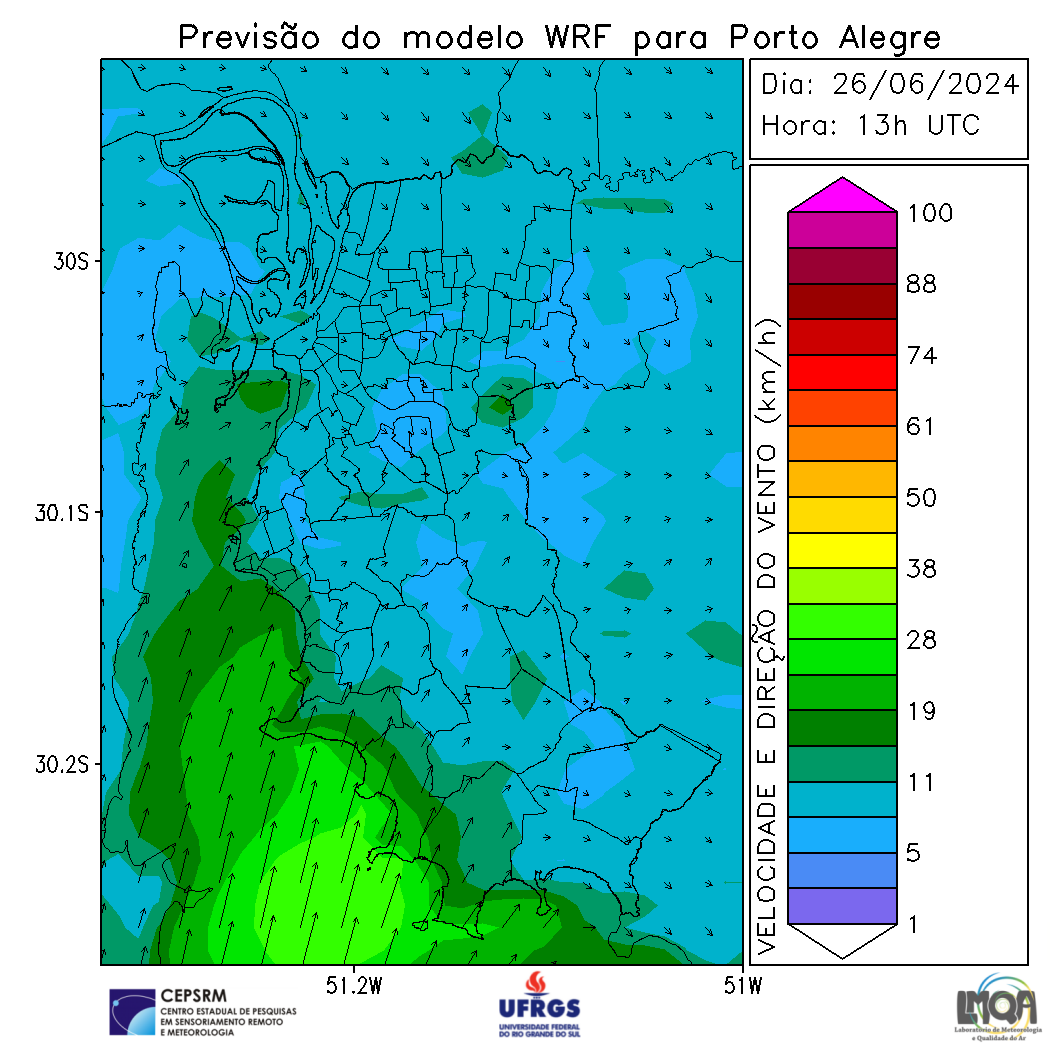 Previsão do modelo WRF para Porto Alegre
Dia: 26/06/2024
Hora: 13h UTC
30S
30.1S
30.2S
51.2W
51W
VELOCIDADE E DIREÇÃO DO VENTO (km/h)
100
88
74
61
50
38
28
19
11
5
1
CEPSRM
CENTRO ESTADUAL DE PESQUISAS
EM SENSORIAMENTO REMOTO
E METEOROLOGIA
UFRGS
UNIVERSIDADE FEDERAL
DO RIO GRANDE DO SUL
LMQA
Laboratório de Meteorologia
e Qualidade do Ar